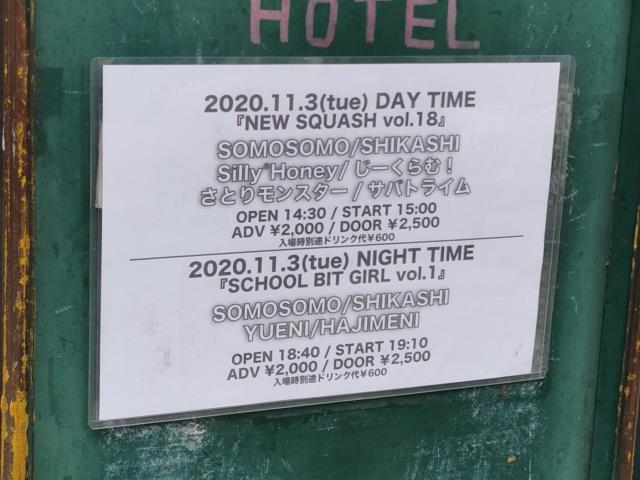 HOTEL
2020.11.3(tue) DAY TIME
『NEW SQUASH vol.18』
SOMOSOMO/SHIKASHI
Silly°Honey/じーくらむ！
さとりモンスター/サバトライム
OPEN 14:30 / START 15:00
ADV ¥2,000 / DOOR ¥2,500
入場時別途ドリンク代¥600
2020.11.3(tue) NIGHT TIME
『SCHOOL BIT GIRL vol.1』
SOMOSOMO/SHIKASHI
YUENI/HAJIMENI
OPEN 18:40 / START 19:10
ADV ¥2,000 / DOOR ¥2,500
入場時別途ドリンク代¥600